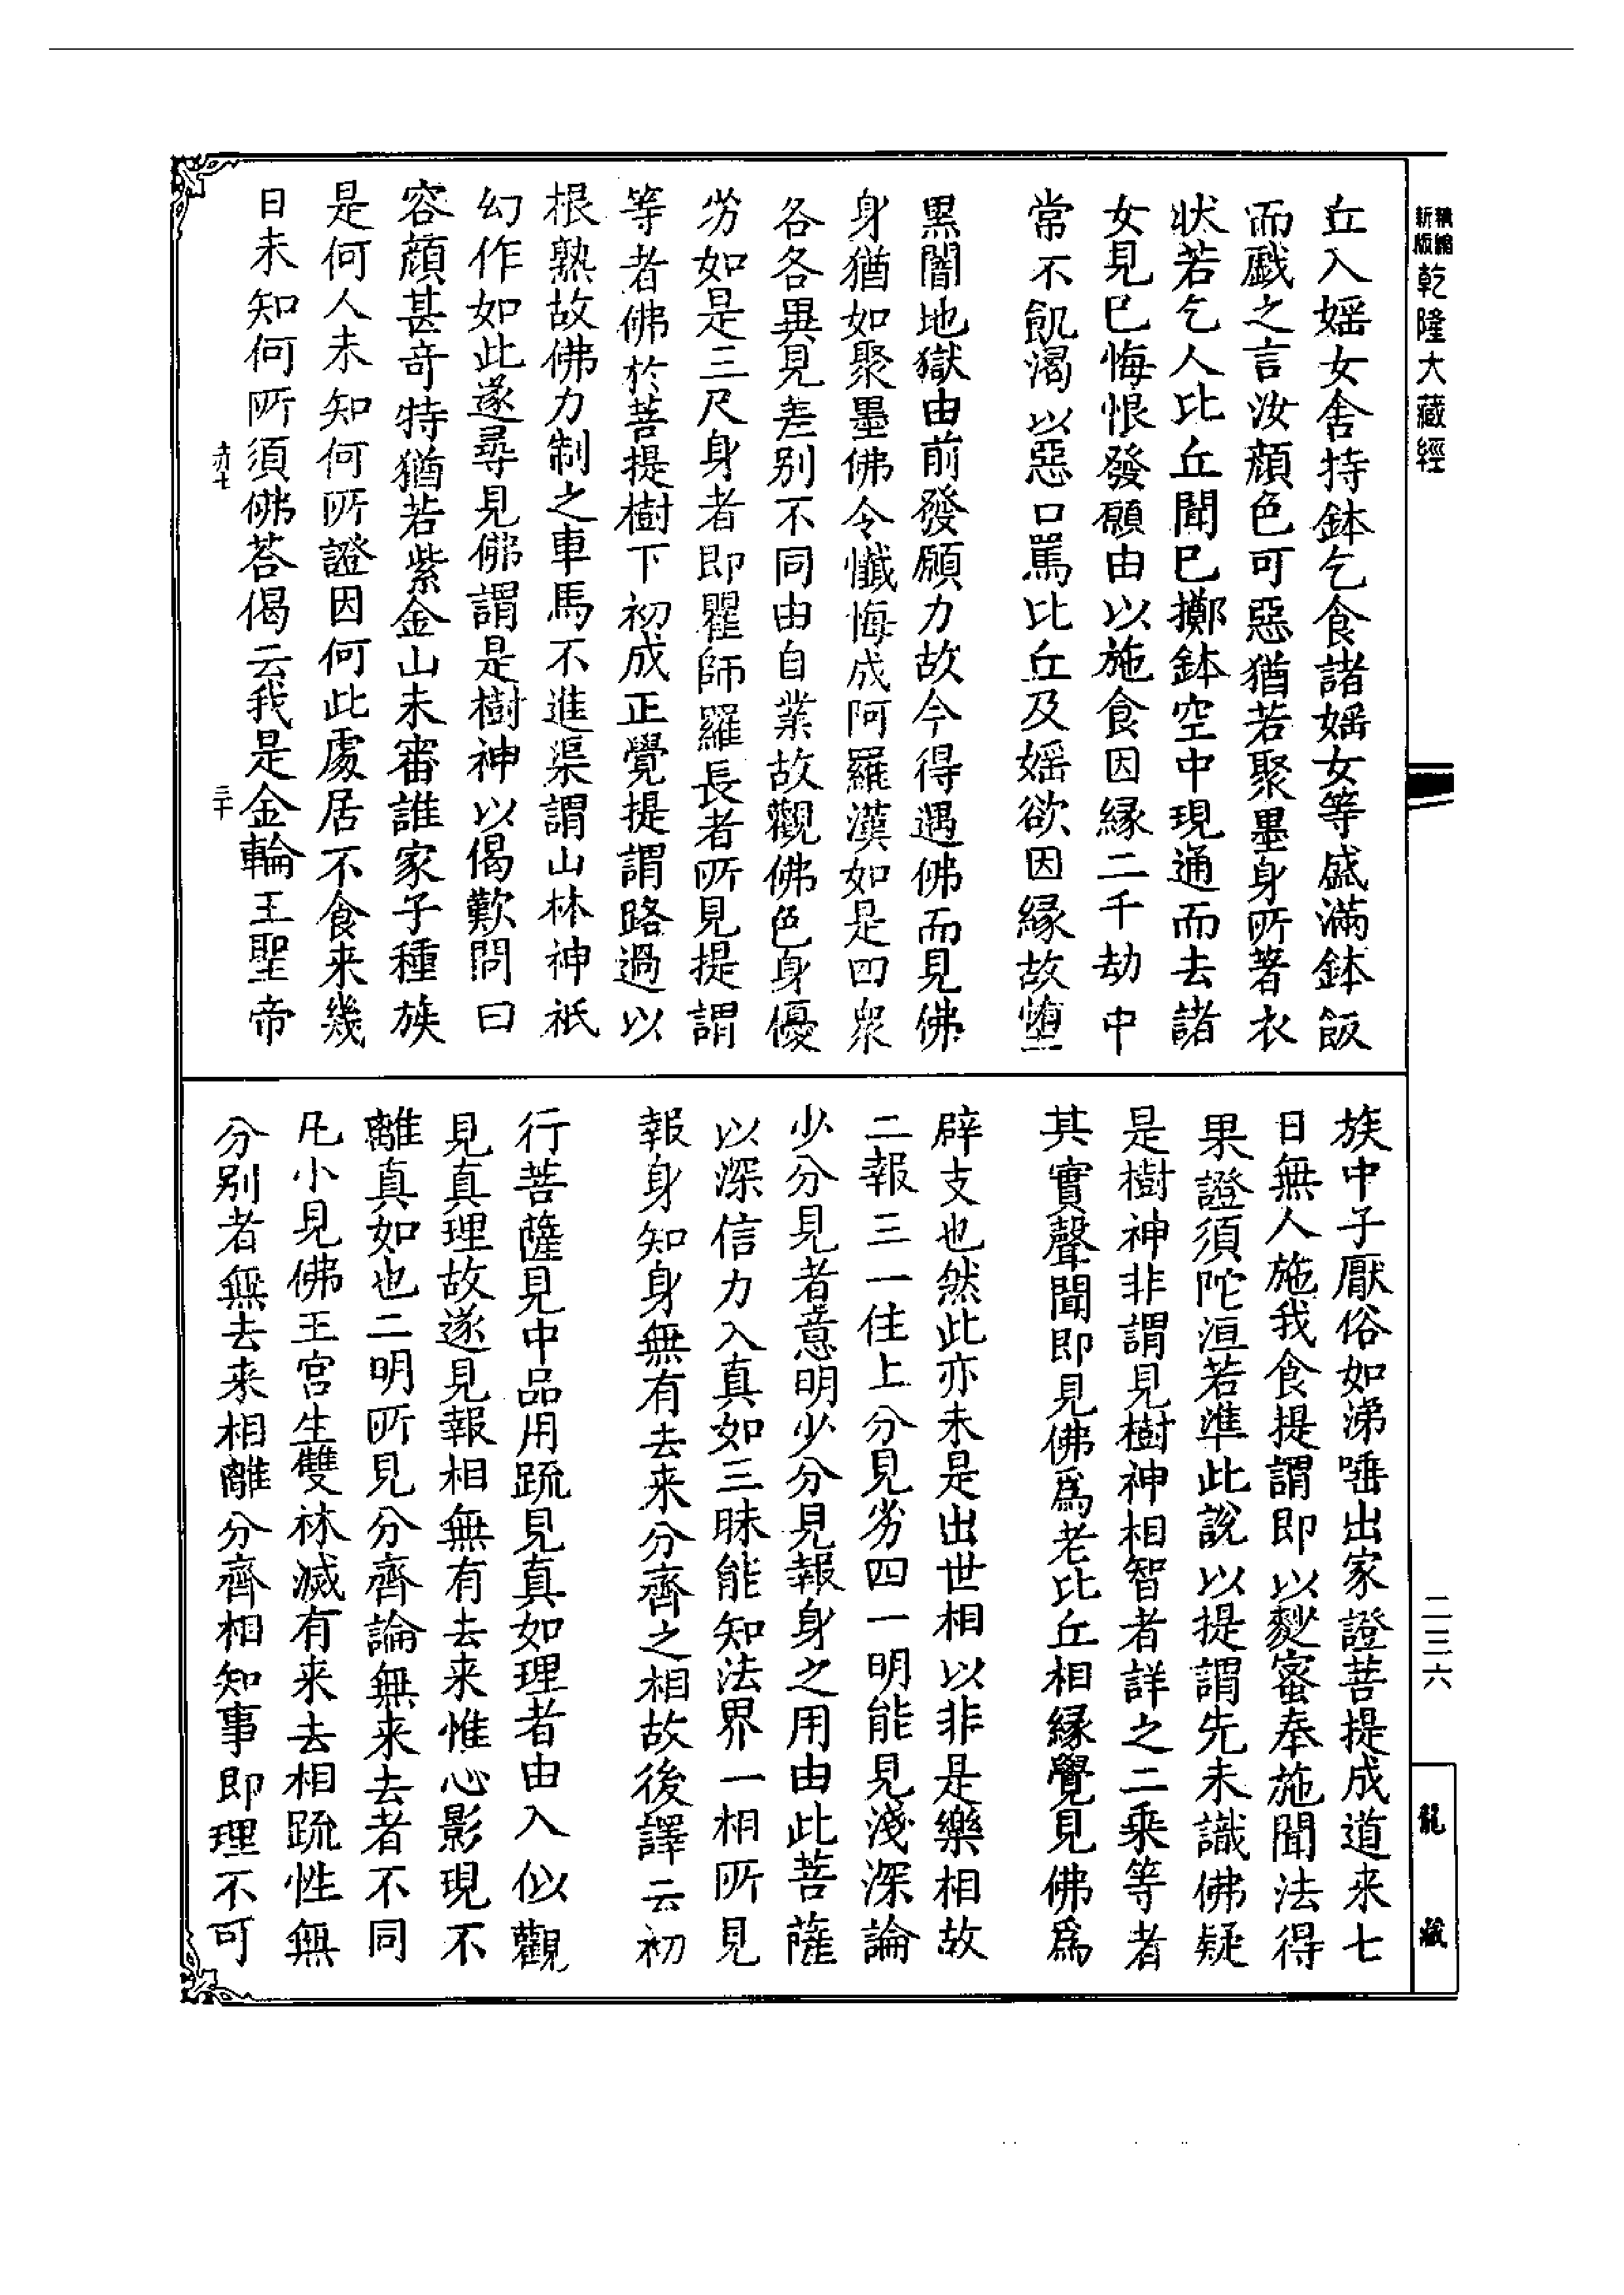 新編縮版乾隆大藏經
丘入婬女舍持鉢乞食諸婬女等盛滿鉢飯
而戲之言汝顏色可惡猶若聚墨身所著衣
狀若乞人比丘聞巳擲鉢空中現通而去諸
女見巳悔恨發願由以施食因縁二千劫中
常不飢渴以惡口罵比丘及婬欲因縁故墮
黑闇地獄由前發願力故今得遇佛而見佛
身猶如聚墨佛令懺悔成阿羅漢如是四衆
各各異見差别不同由自業故觀佛色身優
劣如是三尺身者即瞿師羅長者所見提謂
等者佛於菩提樹下初成正覺提謂路過以
根熟故佛力制之車馬不進渠謂山林神祇
幻作如此遂尋見佛謂是樹神以偈歎問曰
容顏甚奇特猶若紫金山未審誰家子種族
是何人未知何所證因何此處居不食来幾
日未知何所須佛荅偈云我是金輪王聖帝
三十
族中子厭俗如涕唾出家證菩提成道来七
日無人施我食提謂即以麨蜜奉施聞法得
果證須陀洹若準此說以提謂先未識佛疑
是樹神非謂見樹神相智者詳之二乗等者
其實聲聞即見佛爲老比丘相縁覺見佛爲
辟支也然此亦未是出世相以非是樂相故
二報三一住上分見劣四一明能見淺深論
少分見者意明少分見報身之用由此菩薩
以深信力入真如三昧能知法界一相所見
報身知身無有去来分齊之相故後譯云初
行菩薩見中品用疏見真如理者由入似觀
見真理故遂見報相無有去来惟心影現不
離真如也二明所見分齊論無来去者不同
凡小見佛王宮生雙林滅有来去相疏性無
分别者無去来相離分齊相知事即理不可
二三六
龍藏